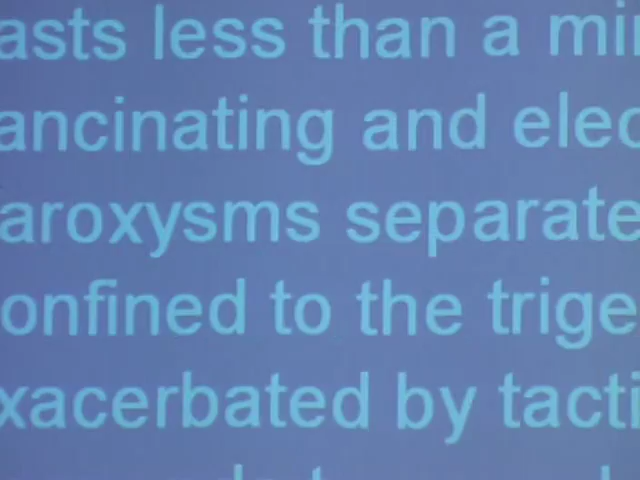 asts less than a mi
ancinating and elec
aroxysms separate
onfined to the trige
xacerbated by tacti